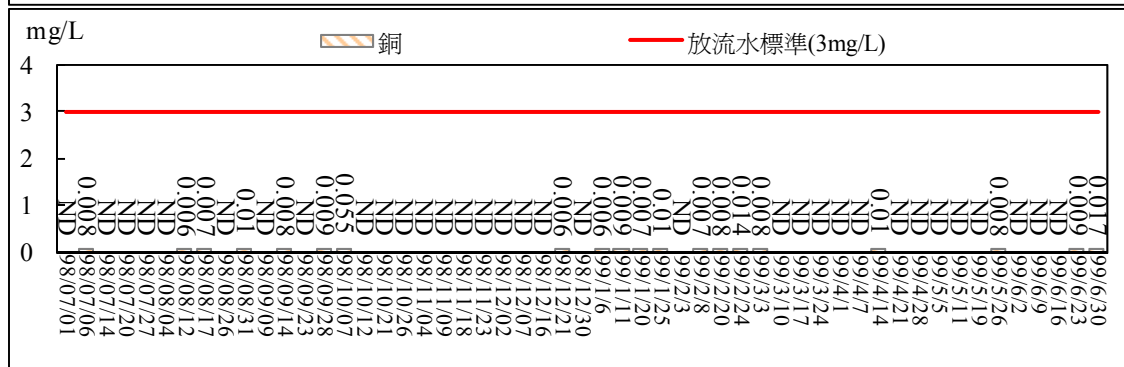 mg/L
銅
放流水標準(3mg/L)
4
3
2
1
0
ND
0.008
ND
ND
ND
ND
0.006
0.007
ND
0.01
ND
0.008
ND
0.009
0.055
ND
ND
ND
ND
ND
ND
ND
ND
ND
ND
0.006
ND
0.006
0.009
0.007
0.01
ND
0.007
0.008
0.014
0.008
ND
ND
ND
ND
ND
0.01
ND
ND
ND
ND
ND
0.008
ND
ND
ND
0.009
0.017
98/07/01
98/07/06
98/07/14
98/07/20
98/07/27
98/08/04
98/08/12
98/08/17
98/08/26
98/08/31
98/09/09
98/09/14
98/09/23
98/09/28
98/10/07
98/10/12
98/10/21
98/10/26
98/11/04
98/11/09
98/11/18
98/11/23
98/12/02
98/12/07
98/12/16
98/12/21
98/12/30
99/1/6
99/1/11
99/1/20
99/1/25
99/2/3
99/2/8
99/2/20
99/2/24
99/3/3
99/3/10
99/3/17
99/3/24
99/4/1
99/4/7
99/4/14
99/4/21
99/4/28
99/5/5
99/5/11
99/5/19
99/5/26
99/6/2
99/6/9
99/6/16
99/6/23
99/6/30